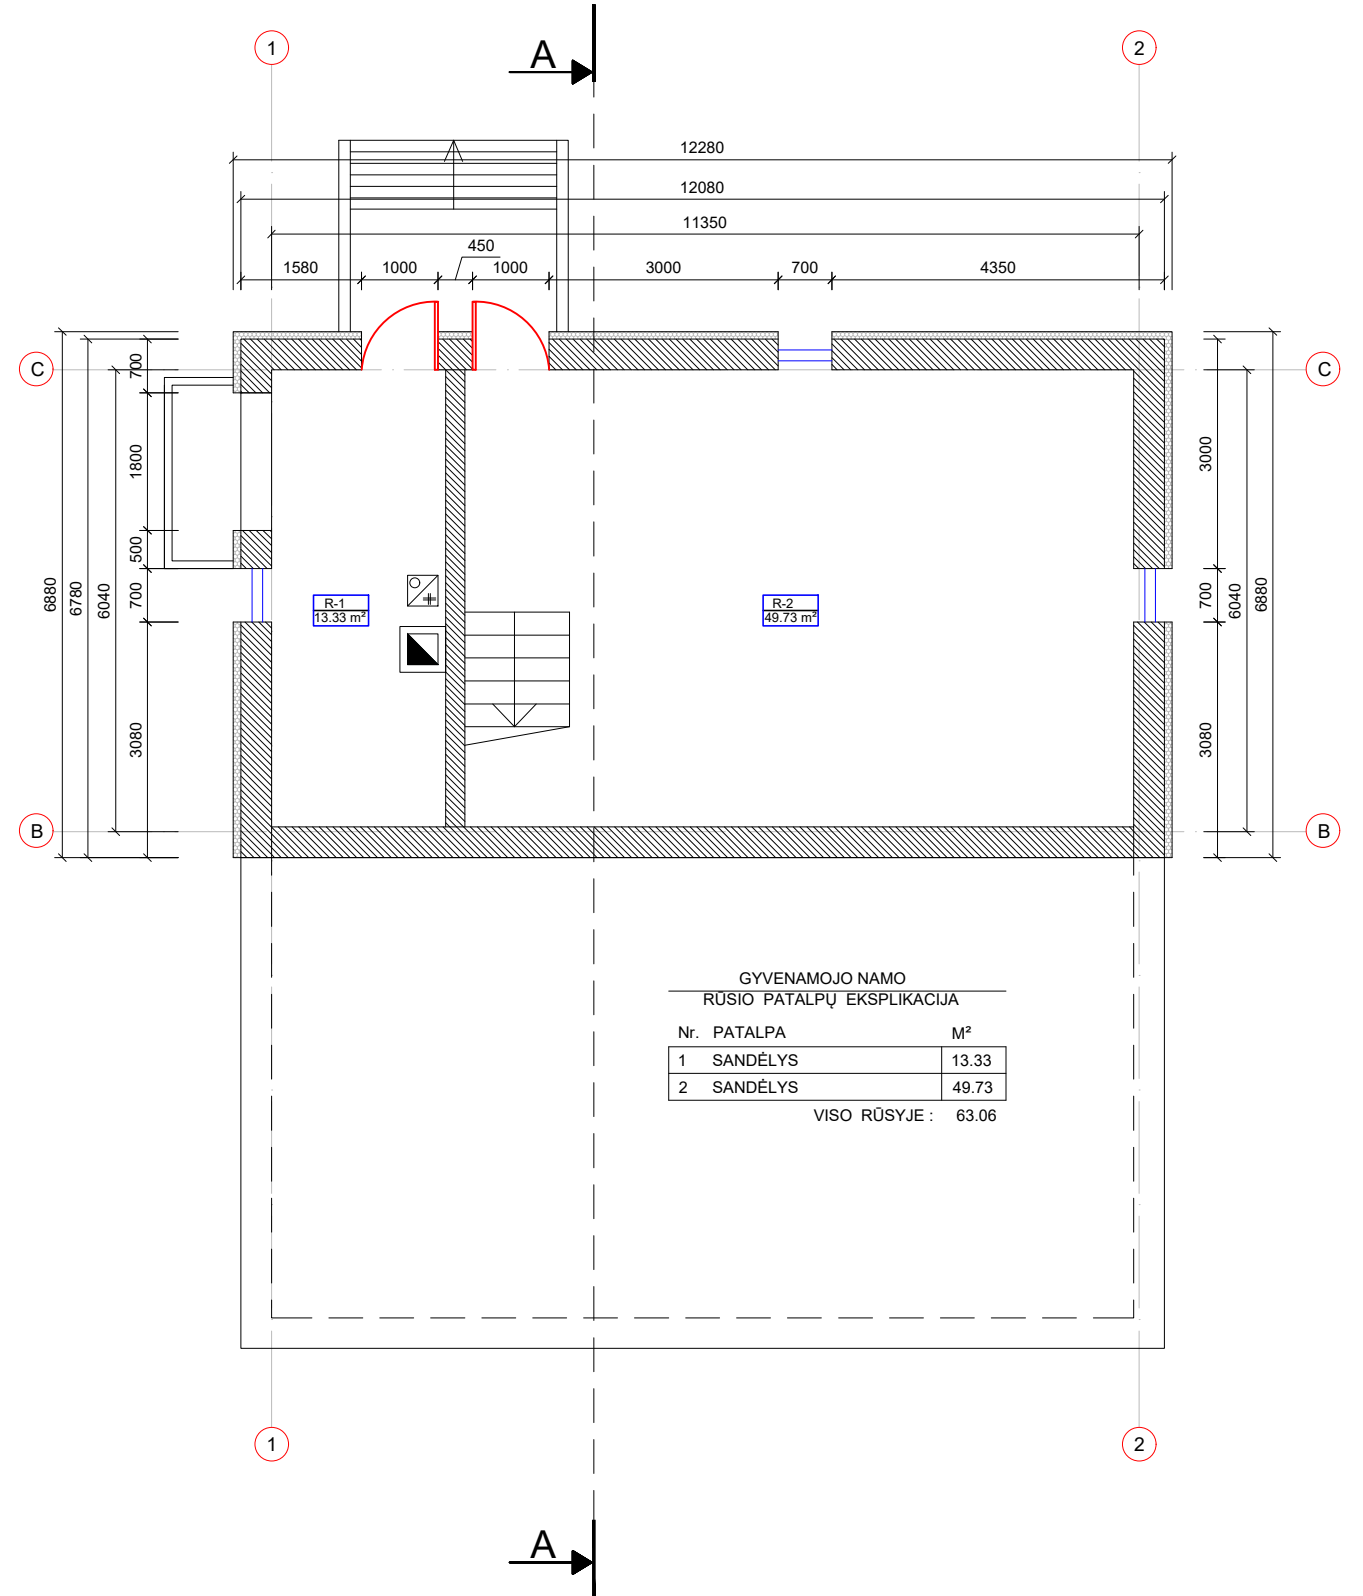 1
2
A
12280
12080
11350
450
1580 1000 1000 3000 700 4350
C
C
700
1800
500
700
3080
6880
6780
6040
3000
700
3080
6040
6880
R-1
13.33 m²
R-2
49.73 m²
B
B
GYVENAMOJO NAMO
RŪSIO PATALPŲ EKSPLIKACIJA
Nr. PATALPA M²
1 SANDĖLYS 13.33
2 SANDĖLYS 49.73
VISO RŪSYJE : 63.06
1
2
A